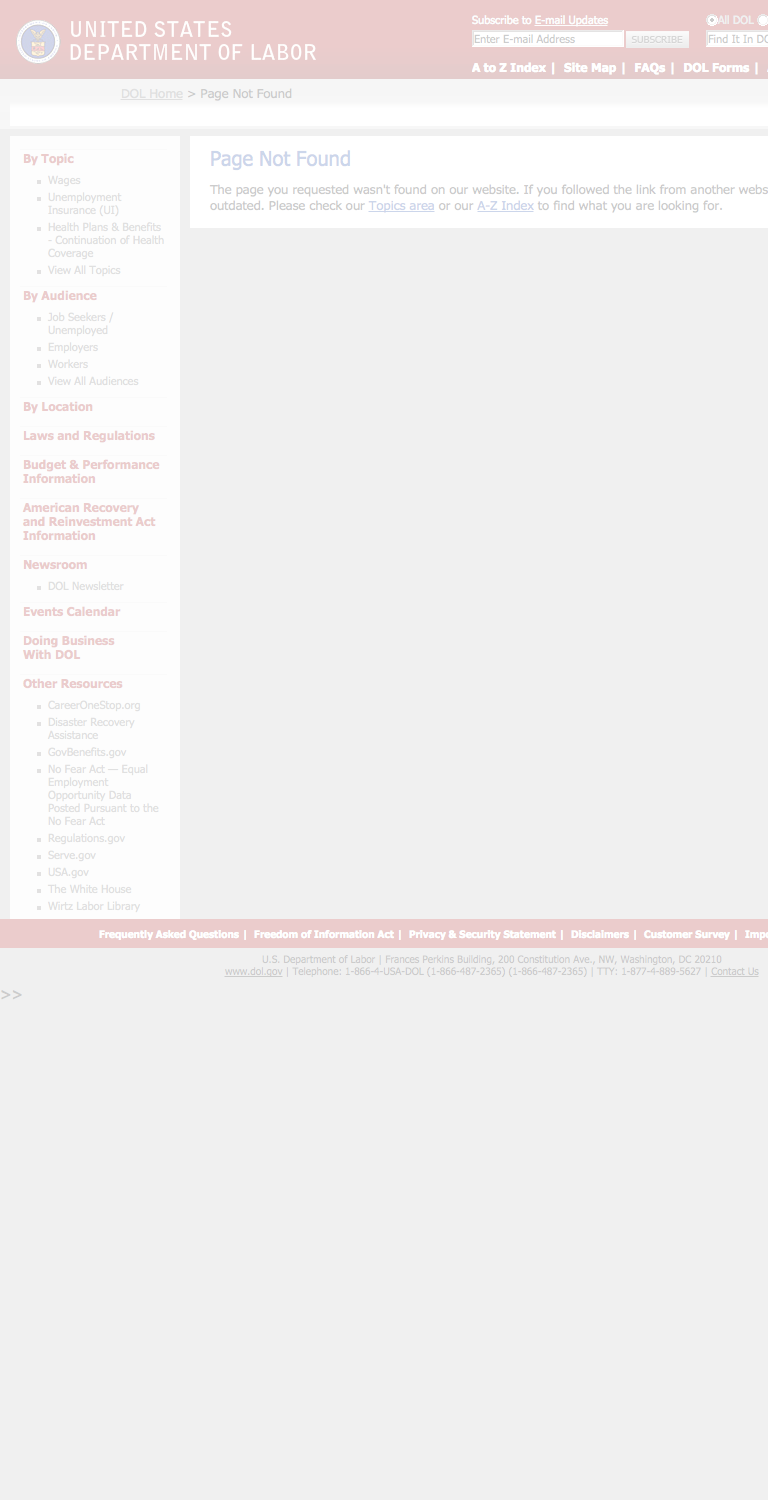 UNITED STATES
DEPARTMENT OF LABOR
Subscribe to E-mail Updates
All DOL
Enter E-mail Address
SUBSCRIBE
Find It In
A to Z Index | Site Map | FAQs | DOL Forms |
DOL Home > Page Not Found
By Topic
Wages
Unemployment
Insurance (UI)
Health Plans & Benefits
- Continuation of Health
Coverage
View All Topics
By Audience
Job Seekers /
Unemployed
Employers
Workers
View All Audiences
By Location
Laws and Regulations
Budget & Performance
Information
American Recovery
and Reinvestment Act
Information
Newsroom
DOL Newsletter
Events Calendar
Doing Business
With DOL
Other Resources
CareerOneStop.org
Disaster Recovery
Assistance
GovBenefits.gov
No Fear Act — Equal
Employment
Opportunity Data
Posted Pursuant to the
No Fear Act
Regulations.gov
Serve.gov
USA.gov
The White House
Wirtz Labor Library
Page Not Found
The page you requested wasn't found on our website. If you followed the link from another
outdated. Please check our Topics area or our A-Z Index to find what you are looking for.
Frequently Asked Questions | Freedom of Information Act | Privacy & Security Statement | Disclaimers | Customer Survey |
U.S. Department of Labor | Frances Perkins Building, 200 Constitution Ave., NW, Washington, DC 20210
www.dol.gov | Telephone: 1-866-4-USA-DOL (1-866-487-2365) (1-866-487-2365) | TTY: 1-877-4-889-5627 | Contact Us
>>